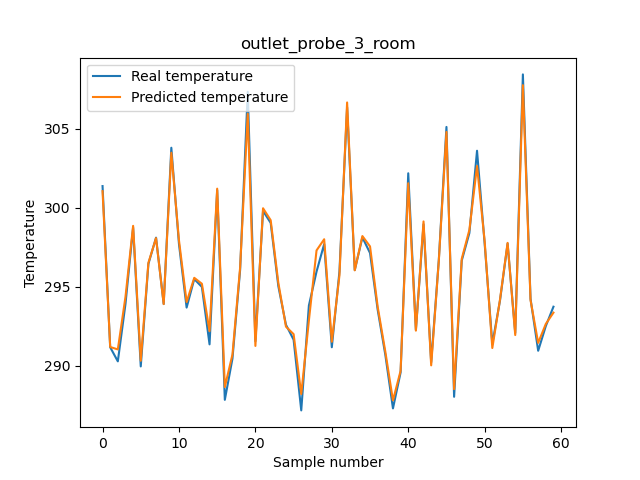 outlet_probe_3_room
Real temperature
Predicted temperature
305
300
295
290
Temperature
0 10 20 30 40 50 60
Sample number